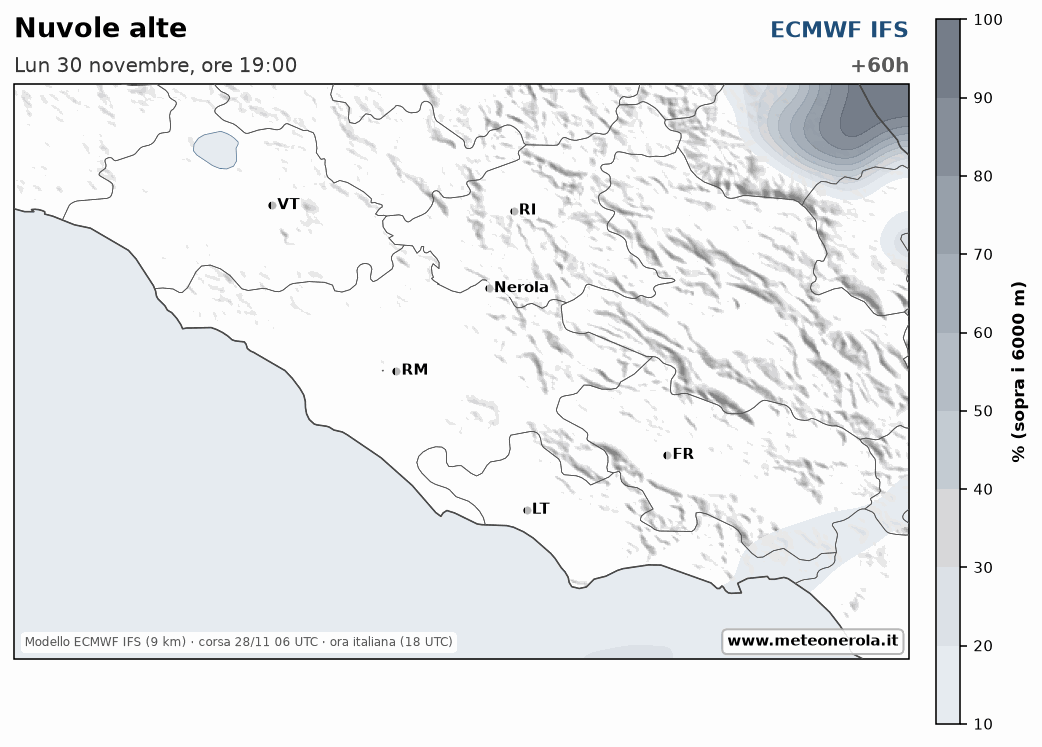 Nuvole alte
ECMWF IFS
Lun 30 novembre, ore 19:00
+60h
VT
RI
Nerola
RM
FR
LT
Modello ECMWF IFS (9 km) · corsa 28/11 06 UTC · ora italiana (18 UTC)
www.meteonerola.it
100
90
80
70
60
50
40
30
20
10
% (sopra i 6000 m)